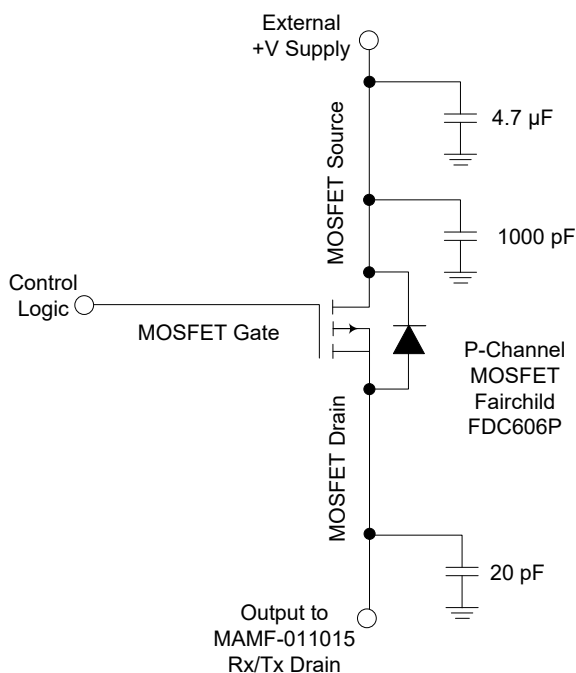 External
+V Supply
4.7 µF
MOSFET Source
1000 pF
Control
Logic
MOSFET Gate
P-Channel
MOSFET
Fairchild
FDC606P
MOSFET Drain
20 pF
Output to
MAMF-011015
Rx/Tx Drain